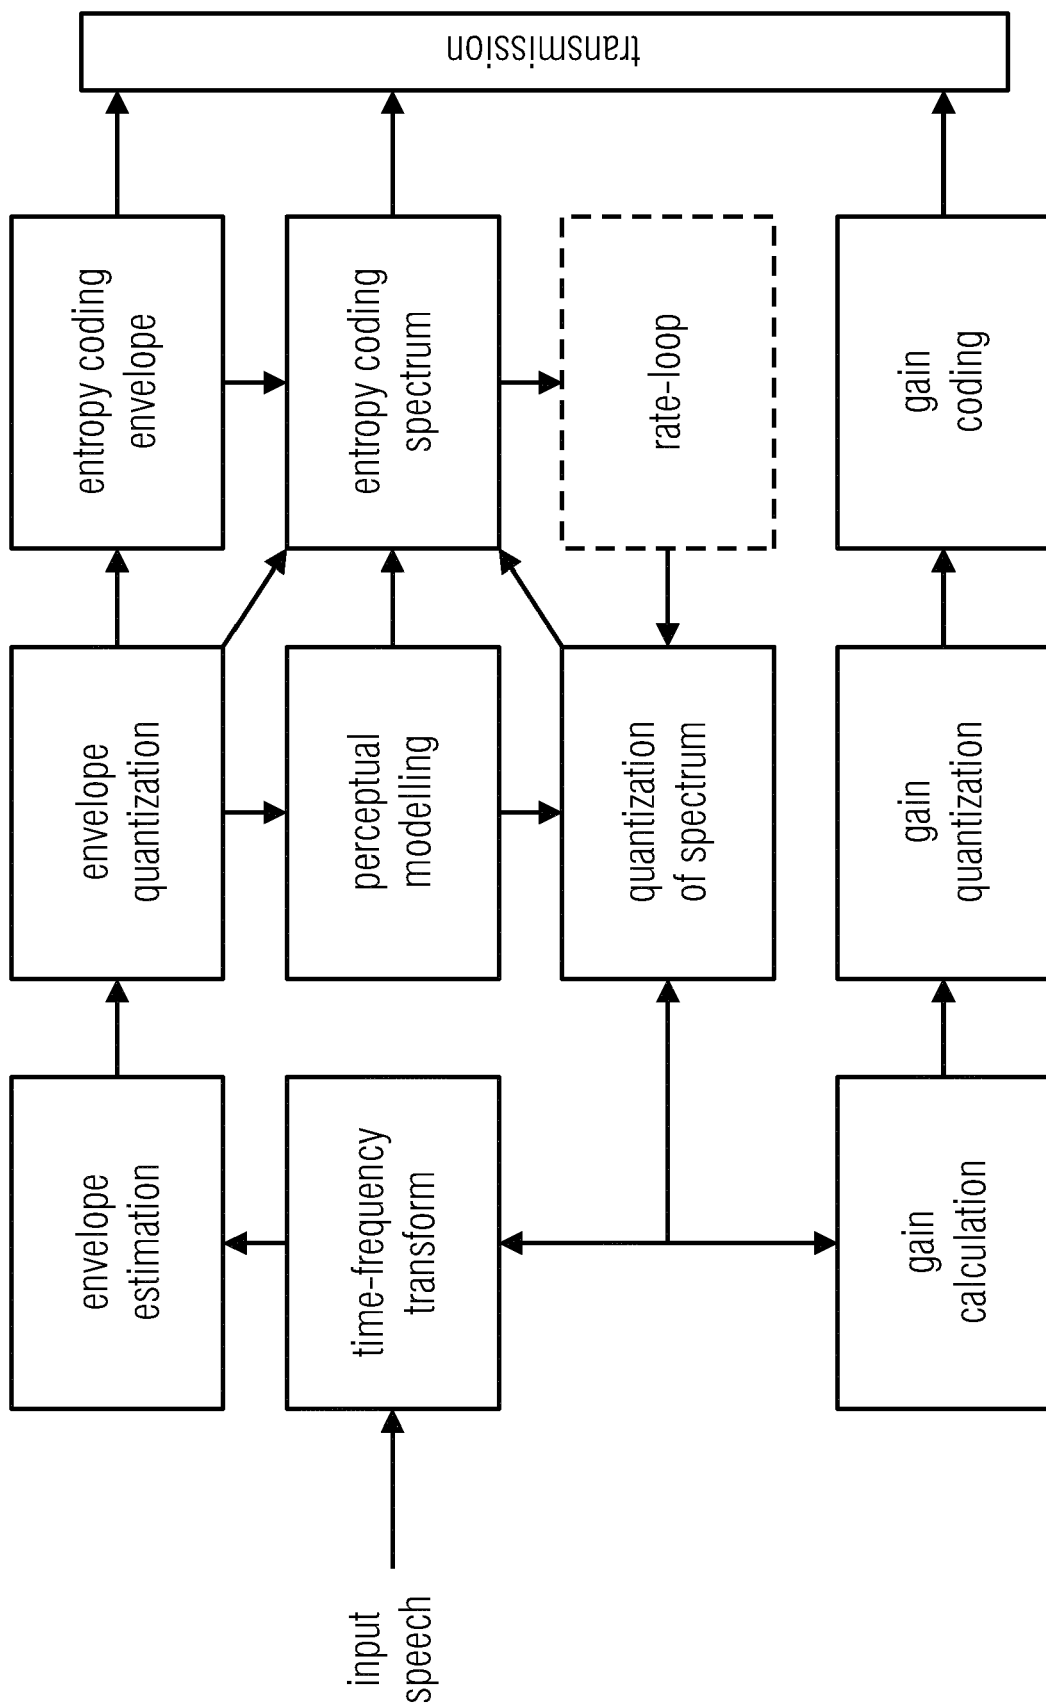 input
speech
envelope
estimation
envelope
quantization
entropy coding
envelope
time-frequency
transform
perceptual
modelling
entropy coding
spectrum
quantization
of spectrum
rate-loop
gain
calculation
gain
quantization
gain
coding
transmission